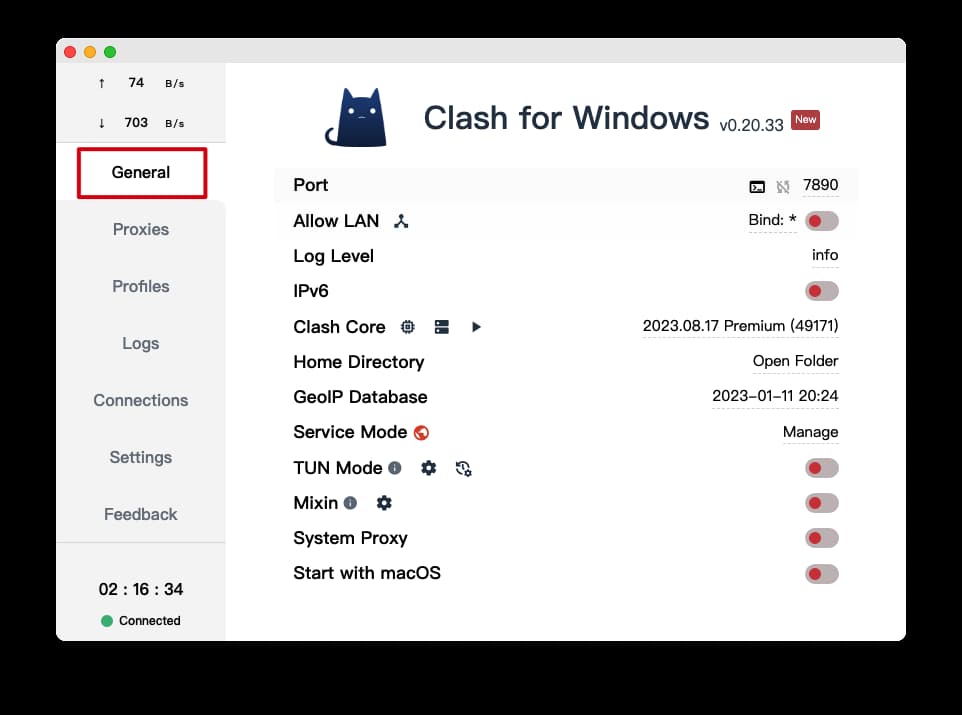 ↑ 74 B/s
↓ 703 B/s
General
Proxies
Profiles
Logs
Connections
Settings
Feedback
02 : 16 : 34
Connected
Clash for Windows v0.20.33 New
Port 7890
Allow LAN Bind: *
Log Level info
IPv6
Clash Core 2023.08.17 Premium (49171)
Home Directory Open Folder
GeoIP Database 2023-01-11 20:24
Service Mode Manage
TUN Mode
Mixin
System Proxy
Start with macOS